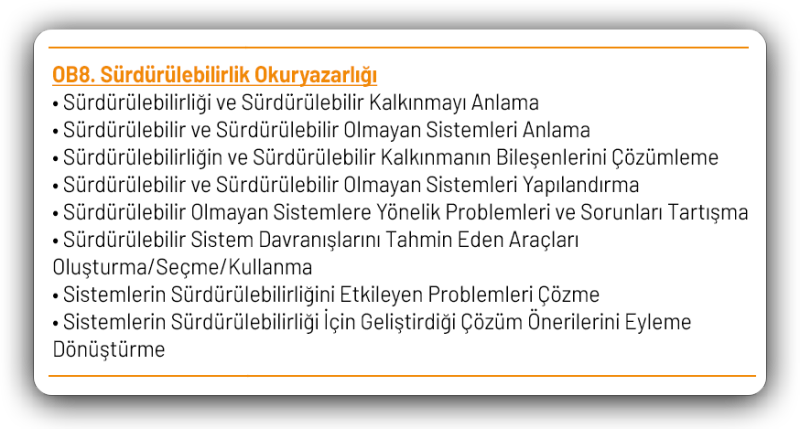 OB8. Sürdürülebilirlik Okuryazarlığı
• Sürdürülebilirliği ve Sürdürülebilir Kalkınmayı Anlama
• Sürdürülebilir ve Sürdürülebilir Olmayan Sistemleri Anlama
• Sürdürülebilirliğin ve Sürdürülebilir Kalkınmanın Bileşenlerini Çözümleme
• Sürdürülebilir ve Sürdürülebilir Olmayan Sistemleri Yapılandırma
• Sürdürülebilir Olmayan Sistemlere Yönelik Problemleri ve Sorunları Tartışma
• Sürdürülebilir Sistem Davranışlarını Tahmin Eden Araçları
Oluşturma/Seçme/Kullanma
• Sistemlerin Sürdürülebilirliğini Etkileyen Problemleri Çözme
• Sistemlerin Sürdürülebilirliği İçin Geliştirdiği Çözüm Önerilerini Eyleme
Dönüştürme